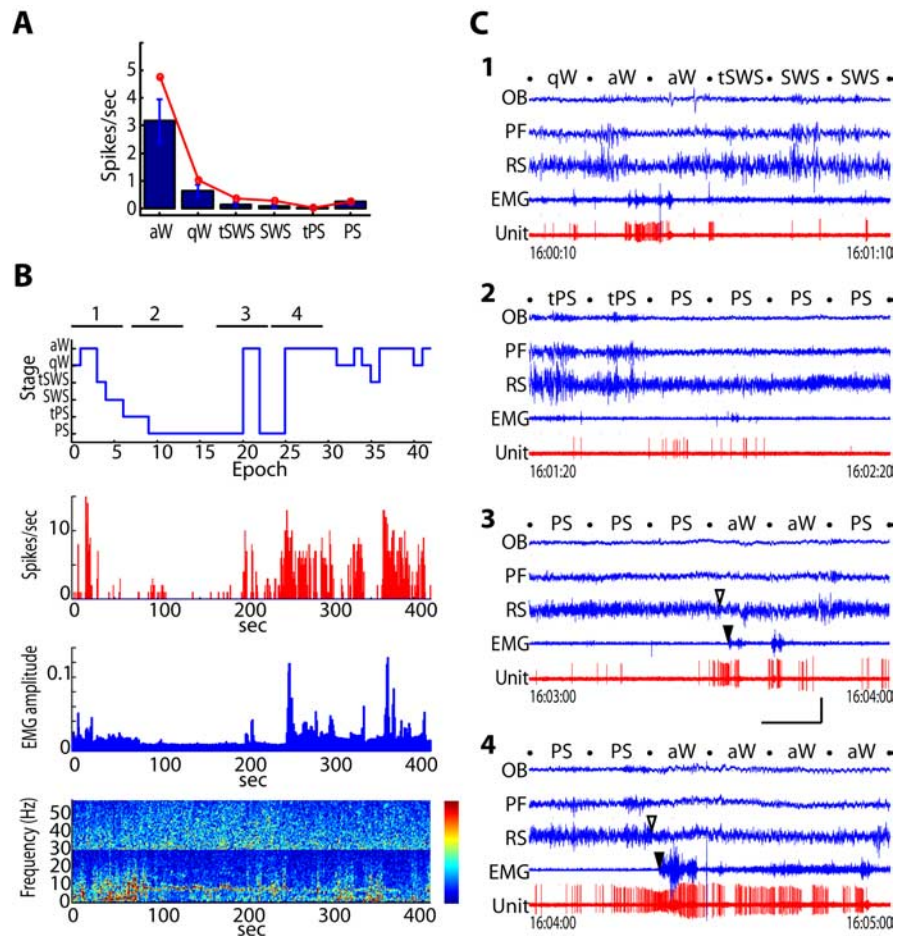 A
Spikes/sec
5
4
3
2
1
0
aW qW tSWS SWS tPS PS
B
1 2 3 4
Stage
aW
qW
tSWS
SWS
tPS
PS
0 5 10 15 20 25 30 35 40
Epoch
Spikes/sec
10
0
0 100 200 300 400
sec
EMG amplitude
0.1
0
0 100 200 300 400
sec
Frequency (Hz)
50
40
30
20
10
0
0 100 200 300 400
sec
C
1
• qW • aW • aW • tSWS • SWS • SWS •
OB
PF
RS
EMG
Unit
16:00:10 16:01:10
2
• tPS • tPS • PS • PS • PS • PS •
OB
PF
RS
EMG
Unit
16:01:20 16:02:20
3
• PS • PS • PS • aW • aW • PS •
OB
PF
RS
EMG
Unit
16:03:00 16:04:00
4
• PS • PS • aW • aW • aW • aW •
OB
PF
RS
EMG
Unit
16:04:00 16:05:00